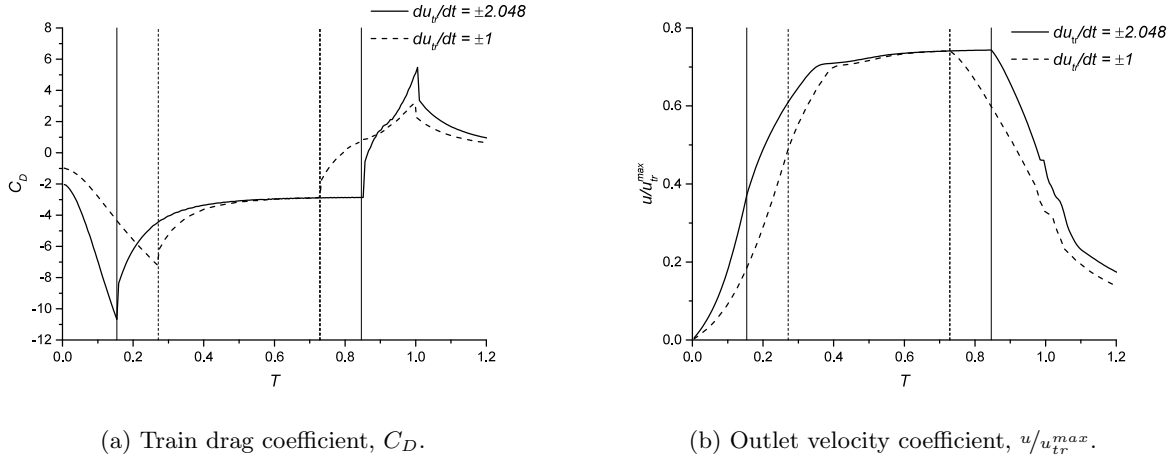 du_tr/dt = ±2.048
du_tr/dt = ±1
8
6
4
2
0
-2
-4
-6
-8
-10
-12
C_D
0.0 0.2 0.4 0.6 0.8 1.0 1.2
T
(a) Train drag coefficient, C_D.
du_tr/dt = ±2.048
du_tr/dt = ±1
0.8
0.6
0.4
0.2
0.0
u/u_tr^max
0.0 0.2 0.4 0.6 0.8 1.0 1.2
T
(b) Outlet velocity coefficient, u/u_tr^max.